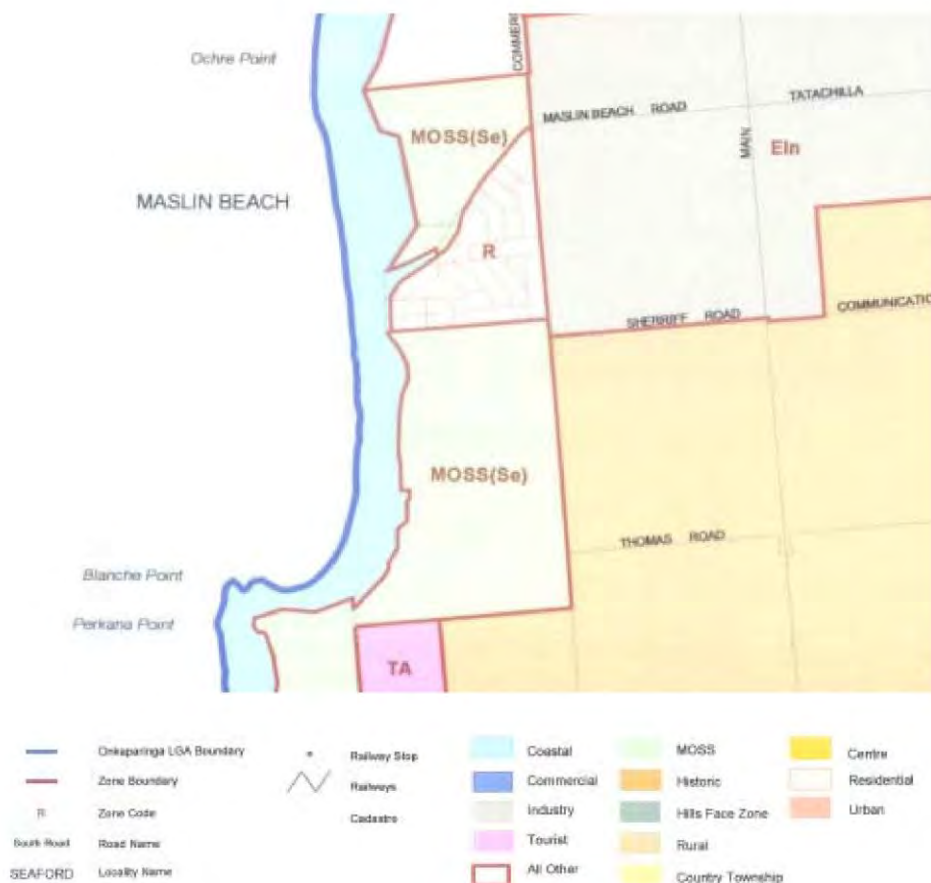 Ochre Point
COMMERI
MASLIN BEACH ROAD
TATACHILLA
MOSS(Se)
MAIN
EIn
MASLIN BEACH
R
SHERRIFF ROAD
COMMUNICATIO
MOSS(Se)
THOMAS ROAD
Blanche Point
Perkana Point
TA
Onkaparinga LGA Boundary
Zone Boundary
R Zone Code
South Road Road Name
SEAFORD Locality Name
Railway Stop
Railways
Cadastre
Coastal
Commercial
Industry
Tourist
All Other
MOSS
Historic
Hills Face Zone
Rural
Country Township
Centre
Residential
Urban